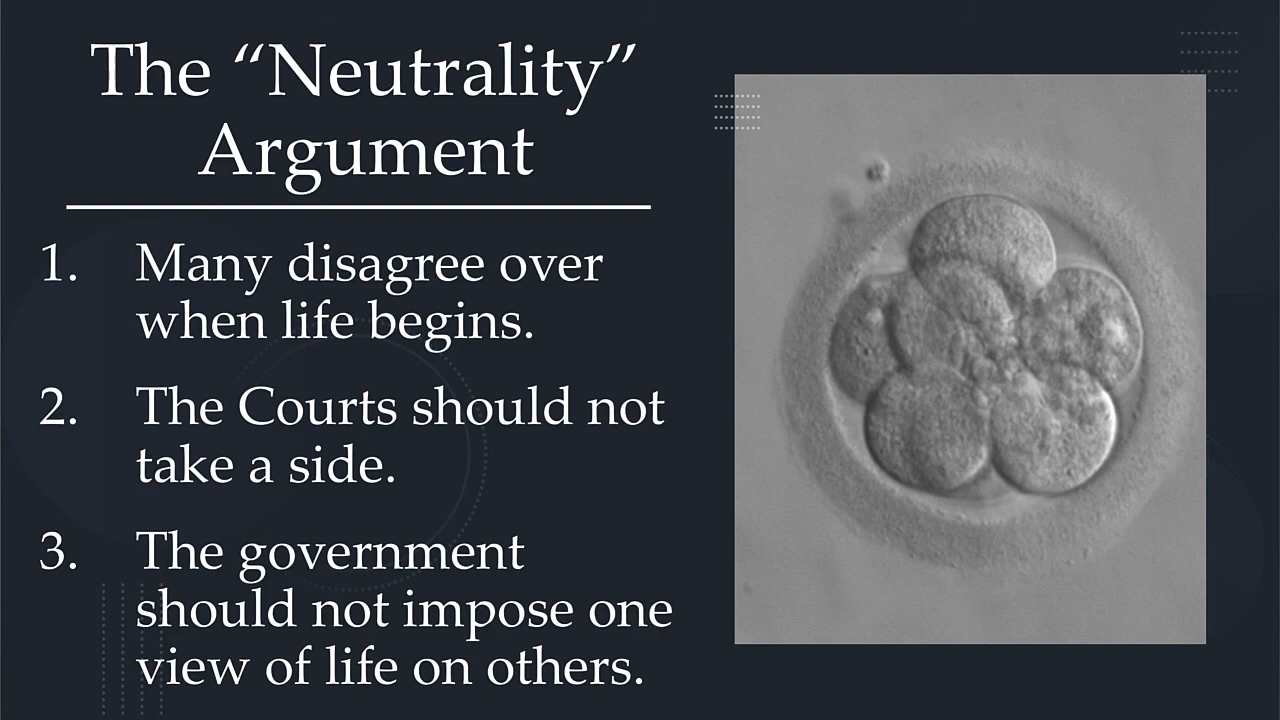 The “Neutrality”
Argument
1. Many disagree over
when life begins.
2. The Courts should not
take a side.
3. The government
should not impose one
view of life on others.